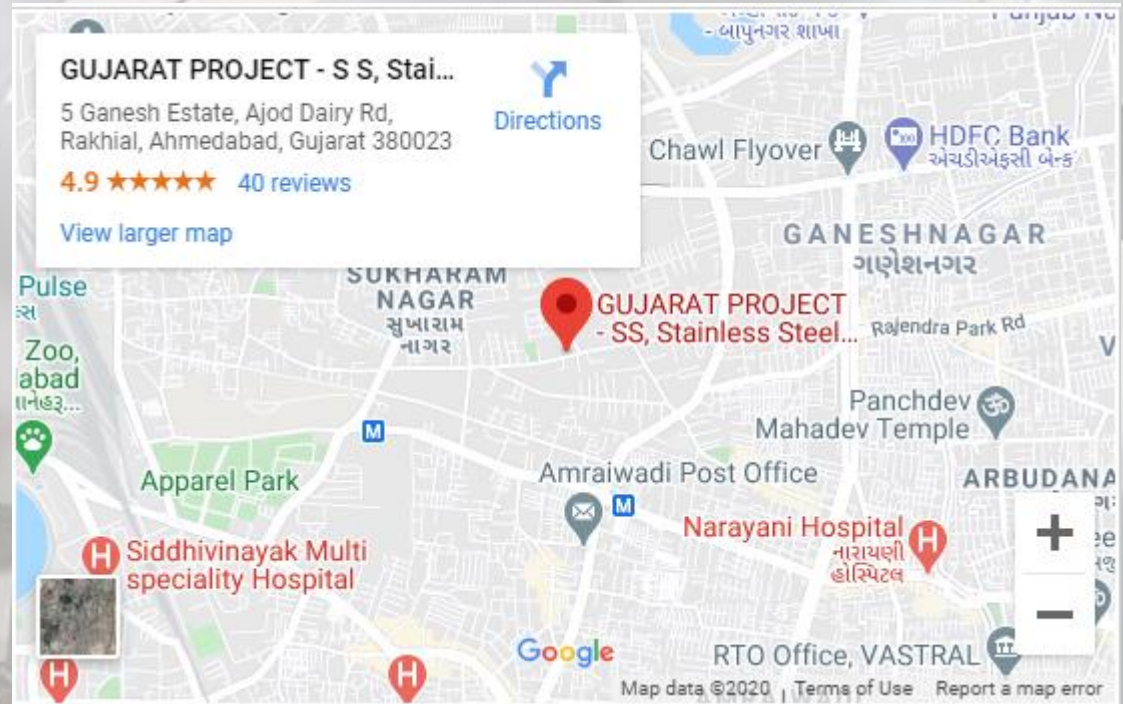 - બાપુનગર શાખા
GUJARAT PROJECT - S S, Stai...
5 Ganesh Estate, Ajod Dairy Rd,
Rakhial, Ahmedabad, Gujarat 380023
4.9 ★★★★★ 40 reviews
Directions
View larger map
Chawl Flyover
HDFC Bank
એચડીએફસી બેન્ક
GANESHNAGAR
ગણેશનગર
Pulse
SUKHARAM
NAGAR
સુખારામ
નાગર
GUJARAT PROJECT
- SS, Stainless Steel...
Rajendra Park Rd
V
Zoo,
abad
Panchdev
Mahadev Temple
M
Apparel Park
Amraiwadi Post Office
M
ARBUDANA
Narayani Hospital
નારાયણી
હોસ્પિટલ
H
H
Siddhivinayak Multi
speciality Hospital
+
−
Google
RTO Office, VASTRAL
H
H
Map data ©2020
Terms of Use
Report a map error